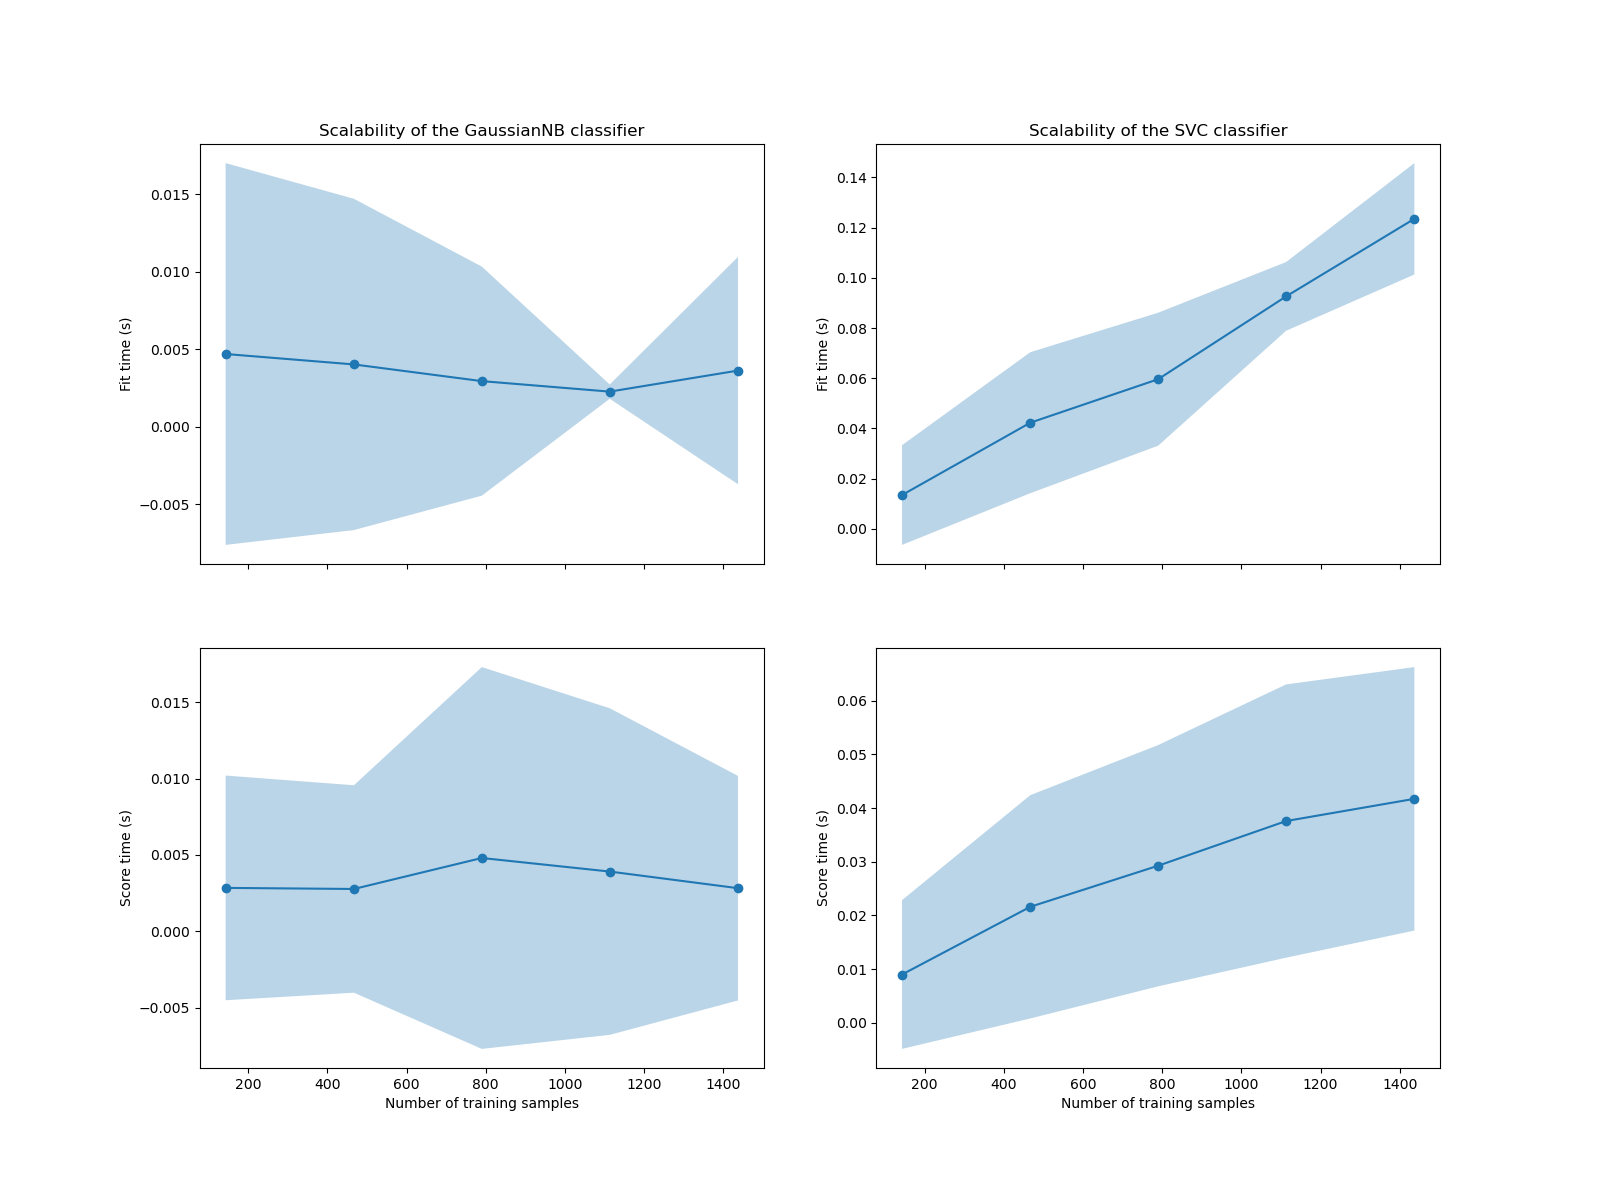 Scalability of the GaussianNB classifier
0.015
0.010
0.005
0.000
−0.005
Fit time (s)
Scalability of the SVC classifier
0.14
0.12
0.10
0.08
0.06
0.04
0.02
0.00
Fit time (s)
0.015
0.010
0.005
0.000
−0.005
Score time (s)
200 400 600 800 1000 1200 1400
Number of training samples
0.06
0.05
0.04
0.03
0.02
0.01
0.00
Score time (s)
200 400 600 800 1000 1200 1400
Number of training samples